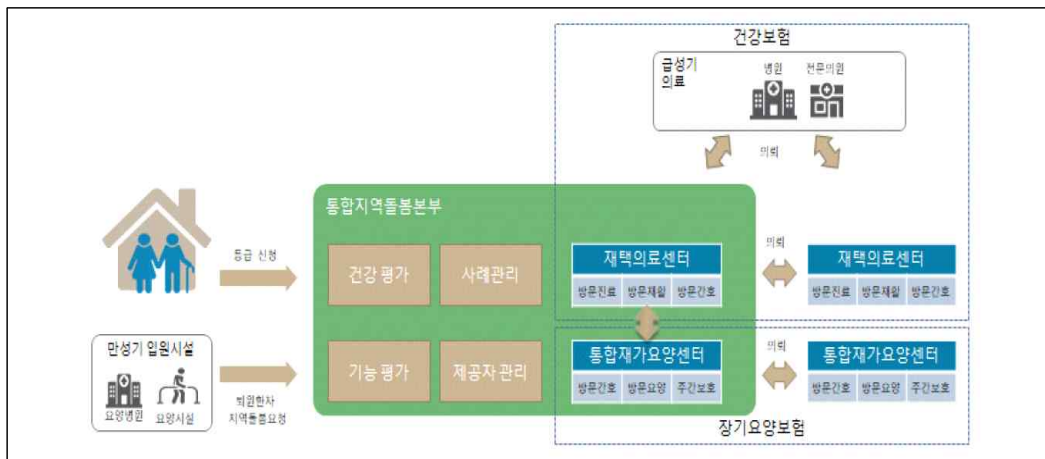 건강보험
급성기
의료
병원
전문의원
의뢰
통합지역돌봄본부
등급 신청
건강 평가
사례관리
재택의료센터
방문진료 방문재활 방문간호
의뢰
재택의료센터
방문진료 방문재활 방문간호
만성기 입원시설
요양병원
요양시설
퇴원환자
지역돌봄요청
기능 평가
제공자 관리
통합재가요양센터
방문간호 방문요양 주간보호
의뢰
통합재가요양센터
방문간호 방문요양 주간보호
장기요양보험